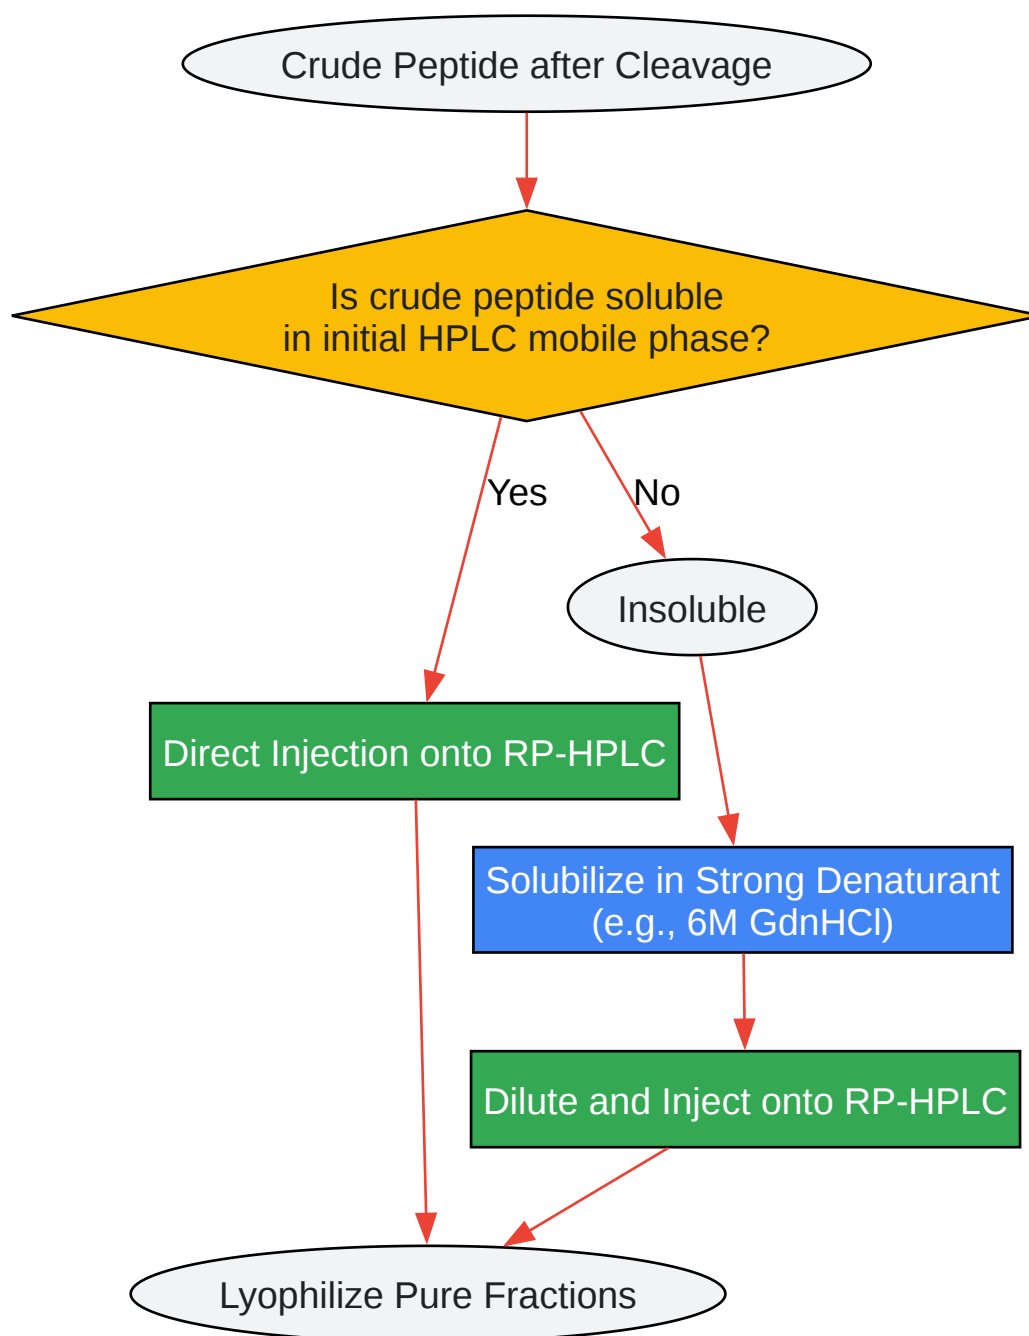 Crude Peptide after Cleavage
Is crude peptide soluble
in initial HPLC mobile phase?
Yes
No
Insoluble
Direct Injection onto RP-HPLC
Solubilize in Strong Denaturant
(e.g., 6M GdnHCl)
Dilute and Inject onto RP-HPLC
Lyophilize Pure Fractions